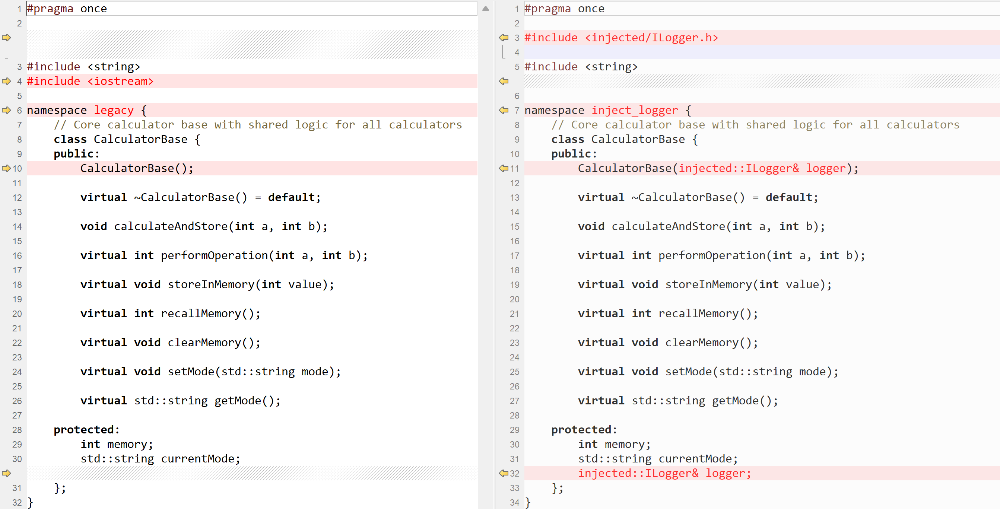 1 #pragma once
2
3 #include <string>
4 #include <iostream>
5
6 namespace legacy {
7     // Core calculator base with shared logic for all calculators
8     class CalculatorBase {
9     public:
10         CalculatorBase();
11
12         virtual ~CalculatorBase() = default;
13
14         void calculateAndStore(int a, int b);
15
16         virtual int performOperation(int a, int b);
17
18         virtual void storeInMemory(int value);
19
20         virtual int recallMemory();
21
22         virtual void clearMemory();
23
24         virtual void setMode(std::string mode);
25
26         virtual std::string getMode();
27
28     protected:
29         int memory;
30         std::string currentMode;
31     };
32 }
1 #pragma once
2
3 #include <injected/ILogger.h>
4
5 #include <string>
6
7 namespace inject_logger {
8     // Core calculator base with shared logic for all calculators
9     class CalculatorBase {
10     public:
11         CalculatorBase(injected::ILogger& logger);
12
13         virtual ~CalculatorBase() = default;
14
15         void calculateAndStore(int a, int b);
16
17         virtual int performOperation(int a, int b);
18
19         virtual void storeInMemory(int value);
20
21         virtual int recallMemory();
22
23         virtual void clearMemory();
24
25         virtual void setMode(std::string mode);
26
27         virtual std::string getMode();
28
29     protected:
30         int memory;
31         std::string currentMode;
32         injected::ILogger& logger;
33     };
34 }